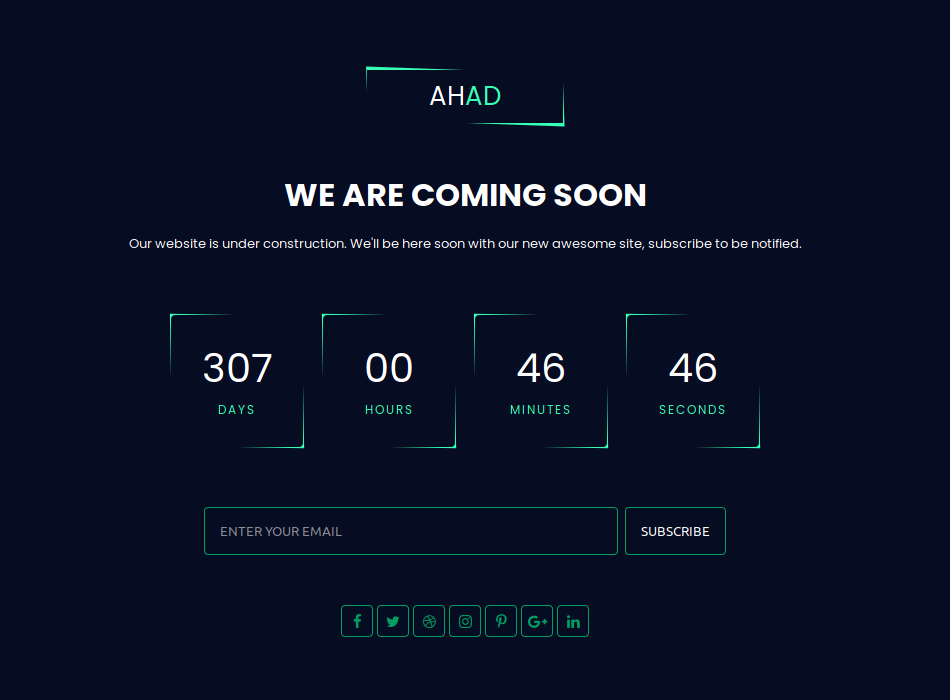 AHAD
WE ARE COMING SOON
Our website is under construction. We'll be here soon with our new awesome site, subscribe to be notified.
307 00 46 46
DAYS HOURS MINUTES SECONDS
ENTER YOUR EMAIL SUBSCRIBE